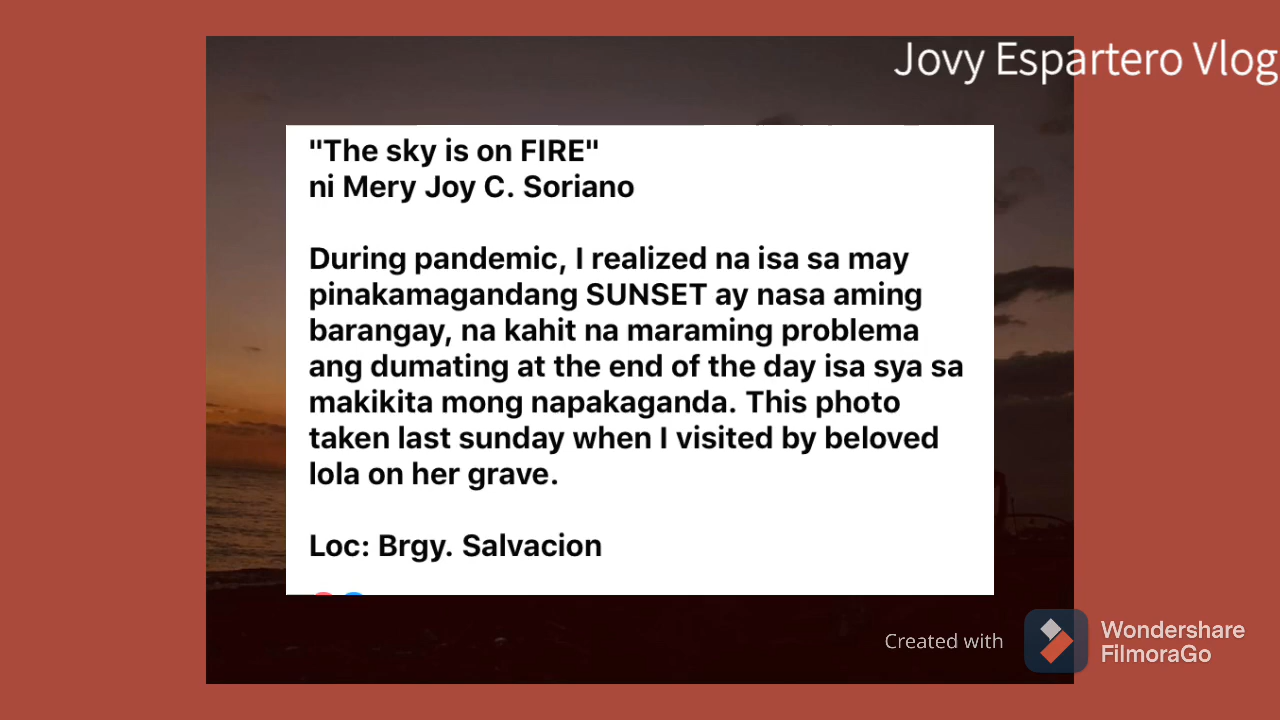 Jovy Espartero Vlog
"The sky is on FIRE"
ni Mery Joy C. Soriano
During pandemic, I realized na isa sa may
pinakamagandang SUNSET ay nasa aming
barangay, na kahit na maraming problema
ang dumating at the end of the day isa sya sa
makikita mong napakaganda. This photo
taken last sunday when I visited by beloved
lola on her grave.
Loc: Brgy. Salvacion
Created with
Wondershare
FilmoraGo